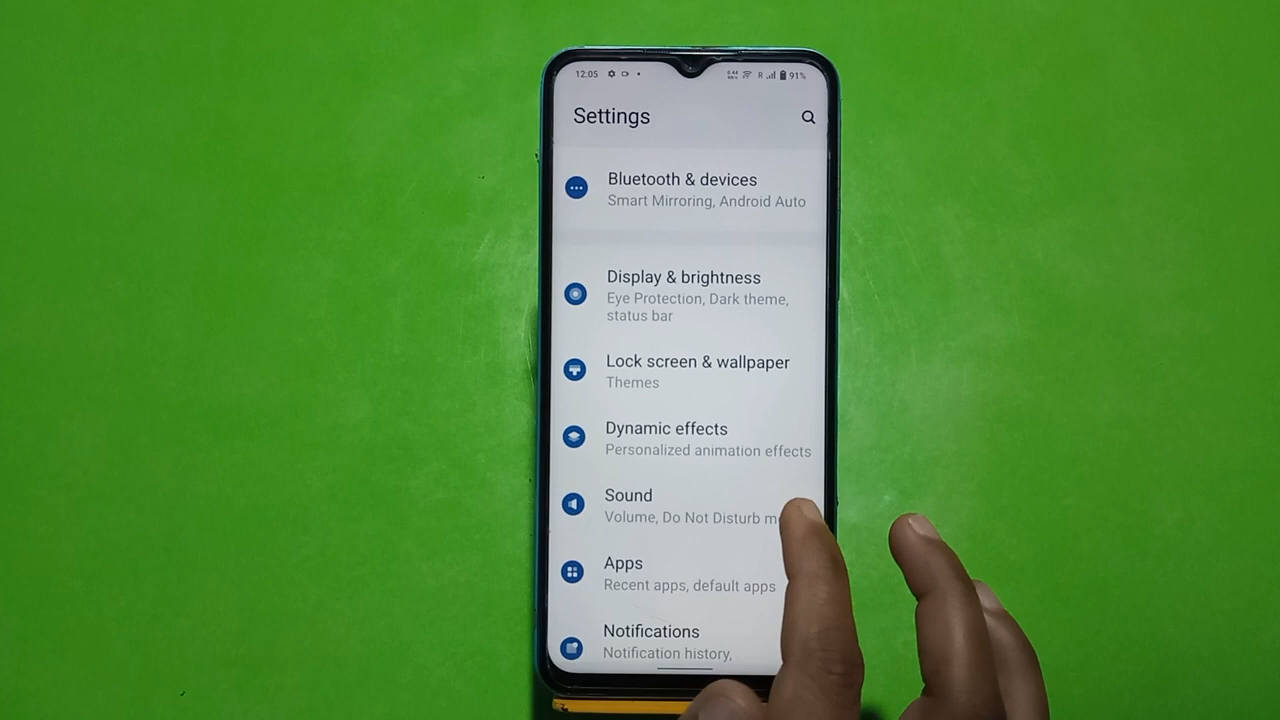 12:05 R 91%
Settings
Bluetooth & devices
Smart Mirroring, Android Auto
Display & brightness
Eye Protection, Dark theme,
status bar
Lock screen & wallpaper
Themes
Dynamic effects
Personalized animation effects
Sound
Volume, Do Not Disturb
Apps
Recent apps, default apps
Notifications
Notification history,